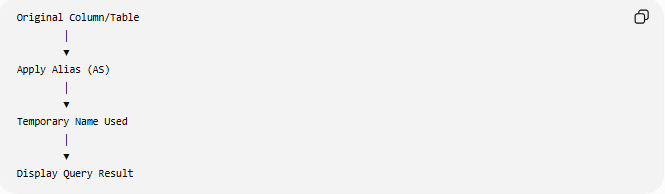 Original Column/Table
│
▼
Apply Alias (AS)
│
▼
Temporary Name Used
│
▼
Display Query Result